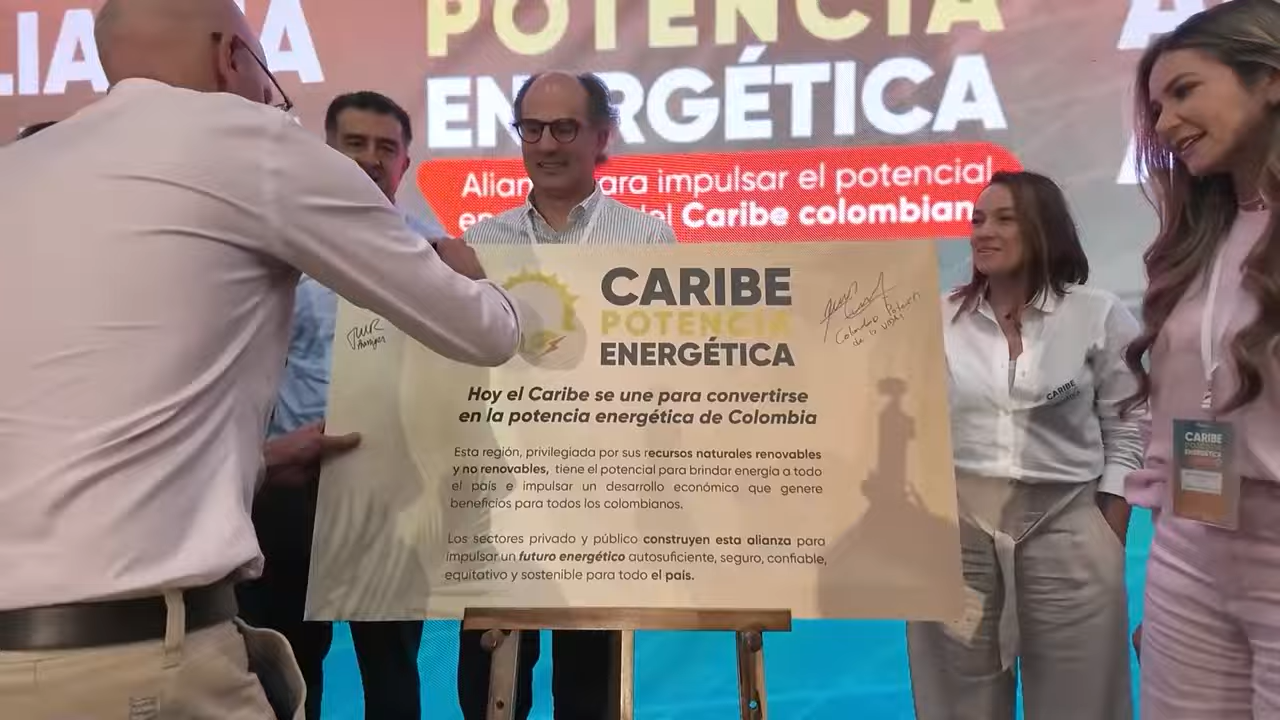 POTENCIA
ENERGÉTICA
impulsar el potencial
del Caribe colombian
CARIBE
POTENCIA
ENERGÉTICA
Hoy el Caribe se une para convertirse
en la potencia energética de Colombia
Esta región, privilegiada por sus recursos naturales renovables
y no renovables, tiene el potencial para brindar energía a todo
el país e impulsar un desarrollo económico que genere
beneficios para todos los colombianos.
Los sectores privado y público construyen esta alianza para
impulsar un futuro energético autosuficiente, seguro, confiable,
equitativo y sostenible para todo el país.
CARIBE
CARIBE
POTENCIA
ENERGÉTICA